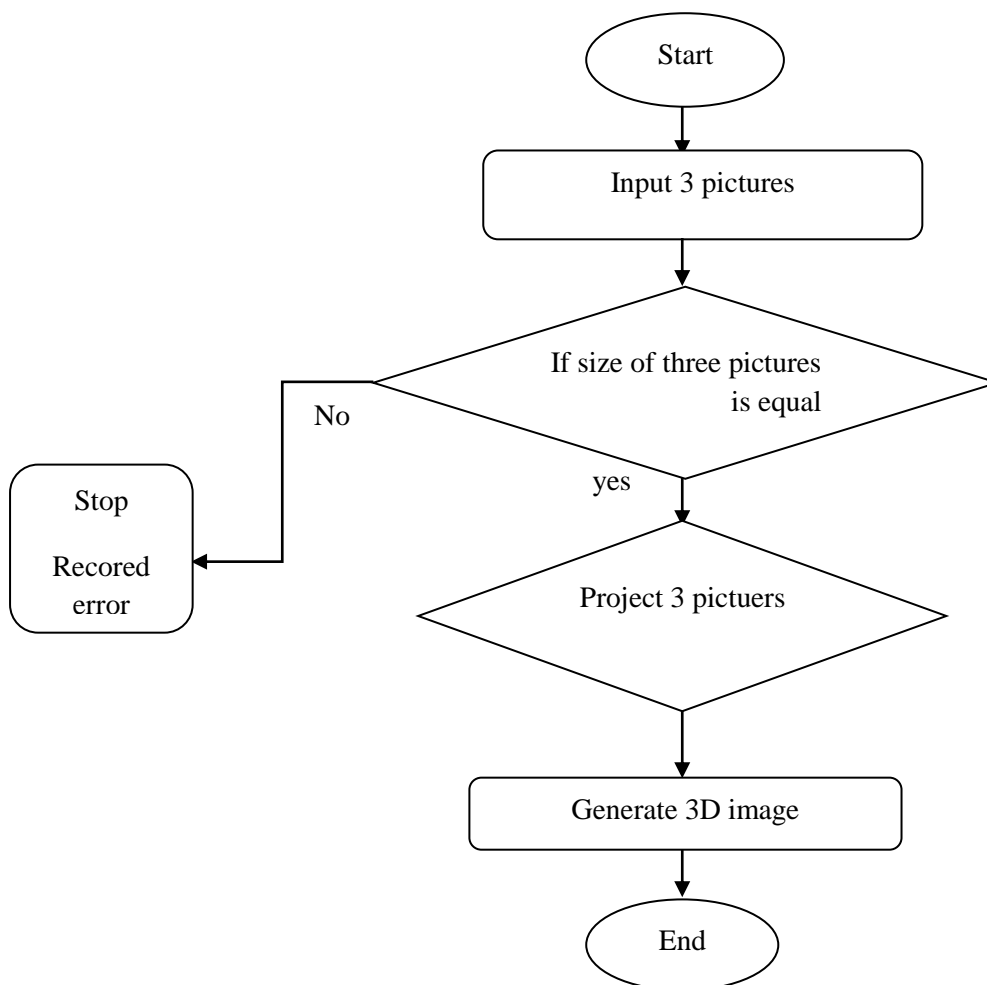 Start
Input 3 pictures
If size of three pictures
is equal
No
yes
Stop
Recored
error
Project 3 pictuers
Generate 3D image
End